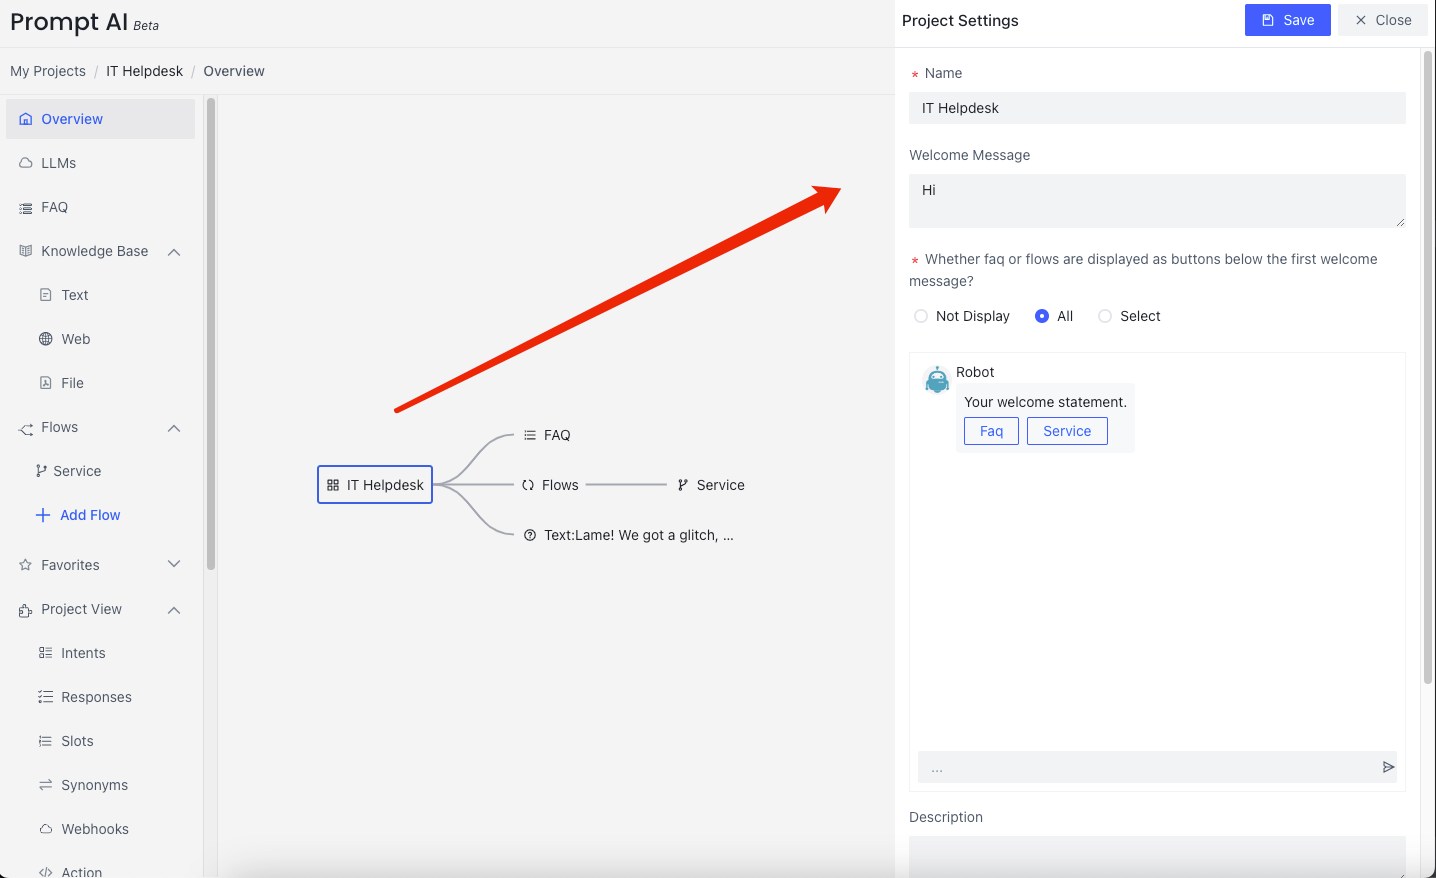 Prompt AI Beta
My Projects / IT Helpdesk / Overview
Overview
LLMs
FAQ
Knowledge Base
Text
Web
File
Flows
Service
Add Flow
Favorites
Project View
Intents
Responses
Slots
Synonyms
Webhooks
Action
IT Helpdesk
FAQ
Flows
Service
Text:Lame! We got a glitch, ...
Project Settings
Save
Close
* Name
IT Helpdesk
Welcome Message
Hi
* Whether faq or flows are displayed as buttons below the first welcome
message?
Not Display
All
Select
Robot
Your welcome statement.
Faq
Service
...
Description